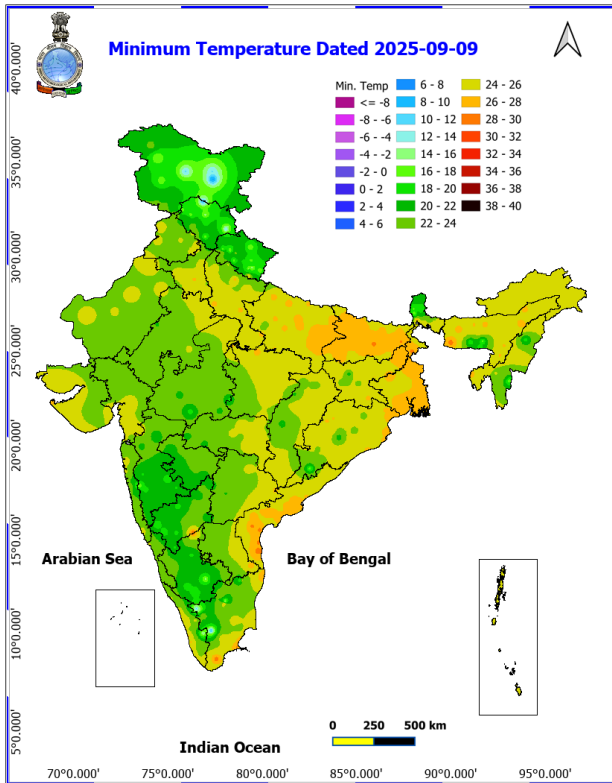 Minimum Temperature Dated 2025-09-09
Min. Temp
<= -8
-8 - -6
-6 - -4
-4 - -2
-2 - 0
0 - 2
2 - 4
4 - 6
6 - 8
8 - 10
10 - 12
12 - 14
14 - 16
16 - 18
18 - 20
20 - 22
22 - 24
24 - 26
26 - 28
28 - 30
30 - 32
32 - 34
34 - 36
36 - 38
38 - 40
40°0.000'
35°0.000'
30°0.000'
25°0.000'
20°0.000'
15°0.000'
10°0.000'
5°0.000'
Arabian Sea
Bay of Bengal
Indian Ocean
0 250 500 km
70°0.000' 75°0.000' 80°0.000' 85°0.000' 90°0.000' 95°0.000'